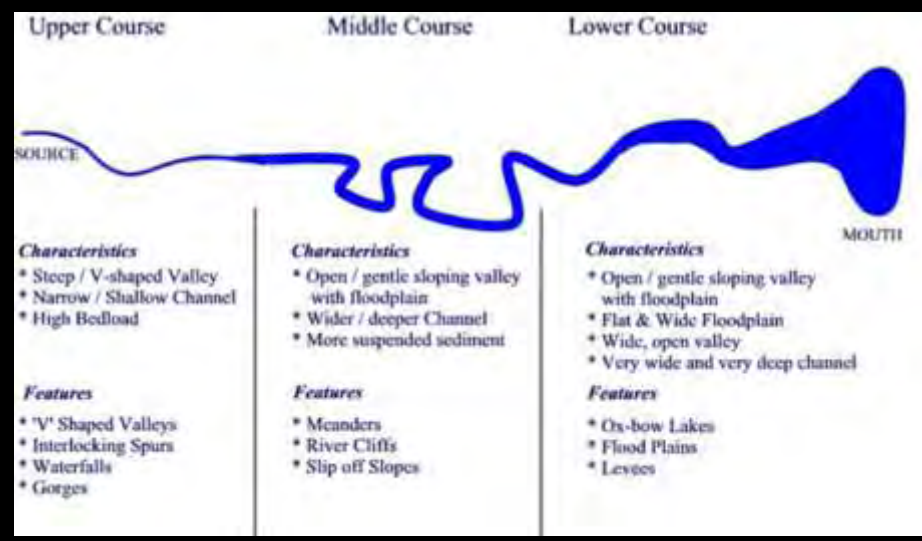 Upper Course
Middle Course
Lower Course
SOURCE
MOUTH
Characteristics
* Steep / V-shaped Valley
* Narrow / Shallow Channel
* High Bedload
Features
* 'V' Shaped Valleys
* Interlocking Spurs
* Waterfalls
* Gorges
Characteristics
* Open / gentle sloping valley
with floodplain
* Wider / deeper Channel
* More suspended sediment
Features
* Meanders
* River Cliffs
* Slip off Slopes
Characteristics
* Open / gentle sloping valley
with floodplain
* Flat & Wide Floodplain
* Wide, open valley
* Very wide and very deep channel
Features
* Ox-bow Lakes
* Flood Plains
* Levees